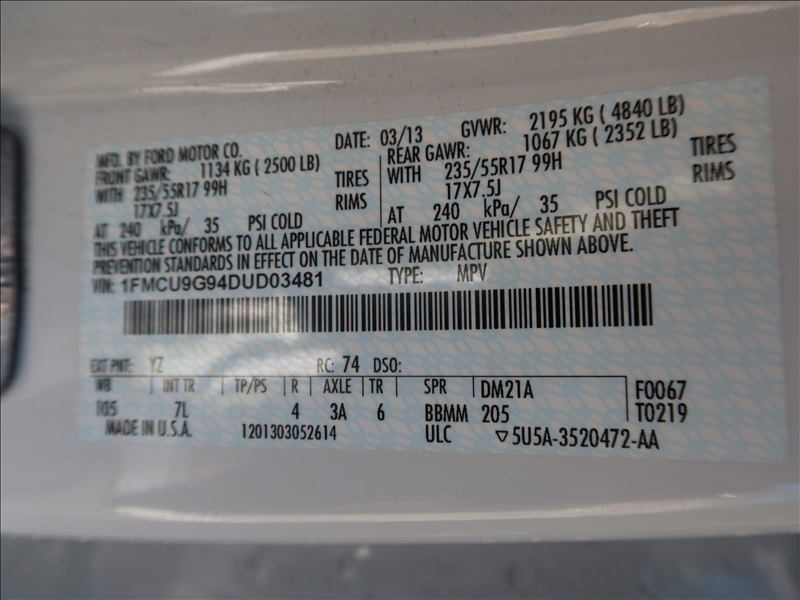 MFD. BY FORD MOTOR CO. DATE: 03/13 GVWR: 2195 KG ( 4840 LB)
FRONT GAWR: 1134 KG ( 2500 LB) REAR GAWR: 1067 KG ( 2352 LB)
WITH 235/55R17 99H TIRES WITH 235/55R17 99H TIRES
17X7.5J RIMS 17X7.5J RIMS
AT 240 kPa/ 35 PSI COLD AT 240 kPa/ 35 PSI COLD
THIS VEHICLE CONFORMS TO ALL APPLICABLE FEDERAL MOTOR VEHICLE SAFETY AND THEFT
PREVENTION STANDARDS IN EFFECT ON THE DATE OF MANUFACTURE SHOWN ABOVE.
VIN: 1FMCU9G94DUD03481 TYPE: MPV
EXT PNT: YZ RC: 74 DSO:
WB INT TR TP/PS R AXLE TR SPR DM21A F0067
105 7L 4 3A 6 BBMM 205 T0219
MADE IN U.S.A. 1201303052614 ULC ▽5U5A-3520472-AA